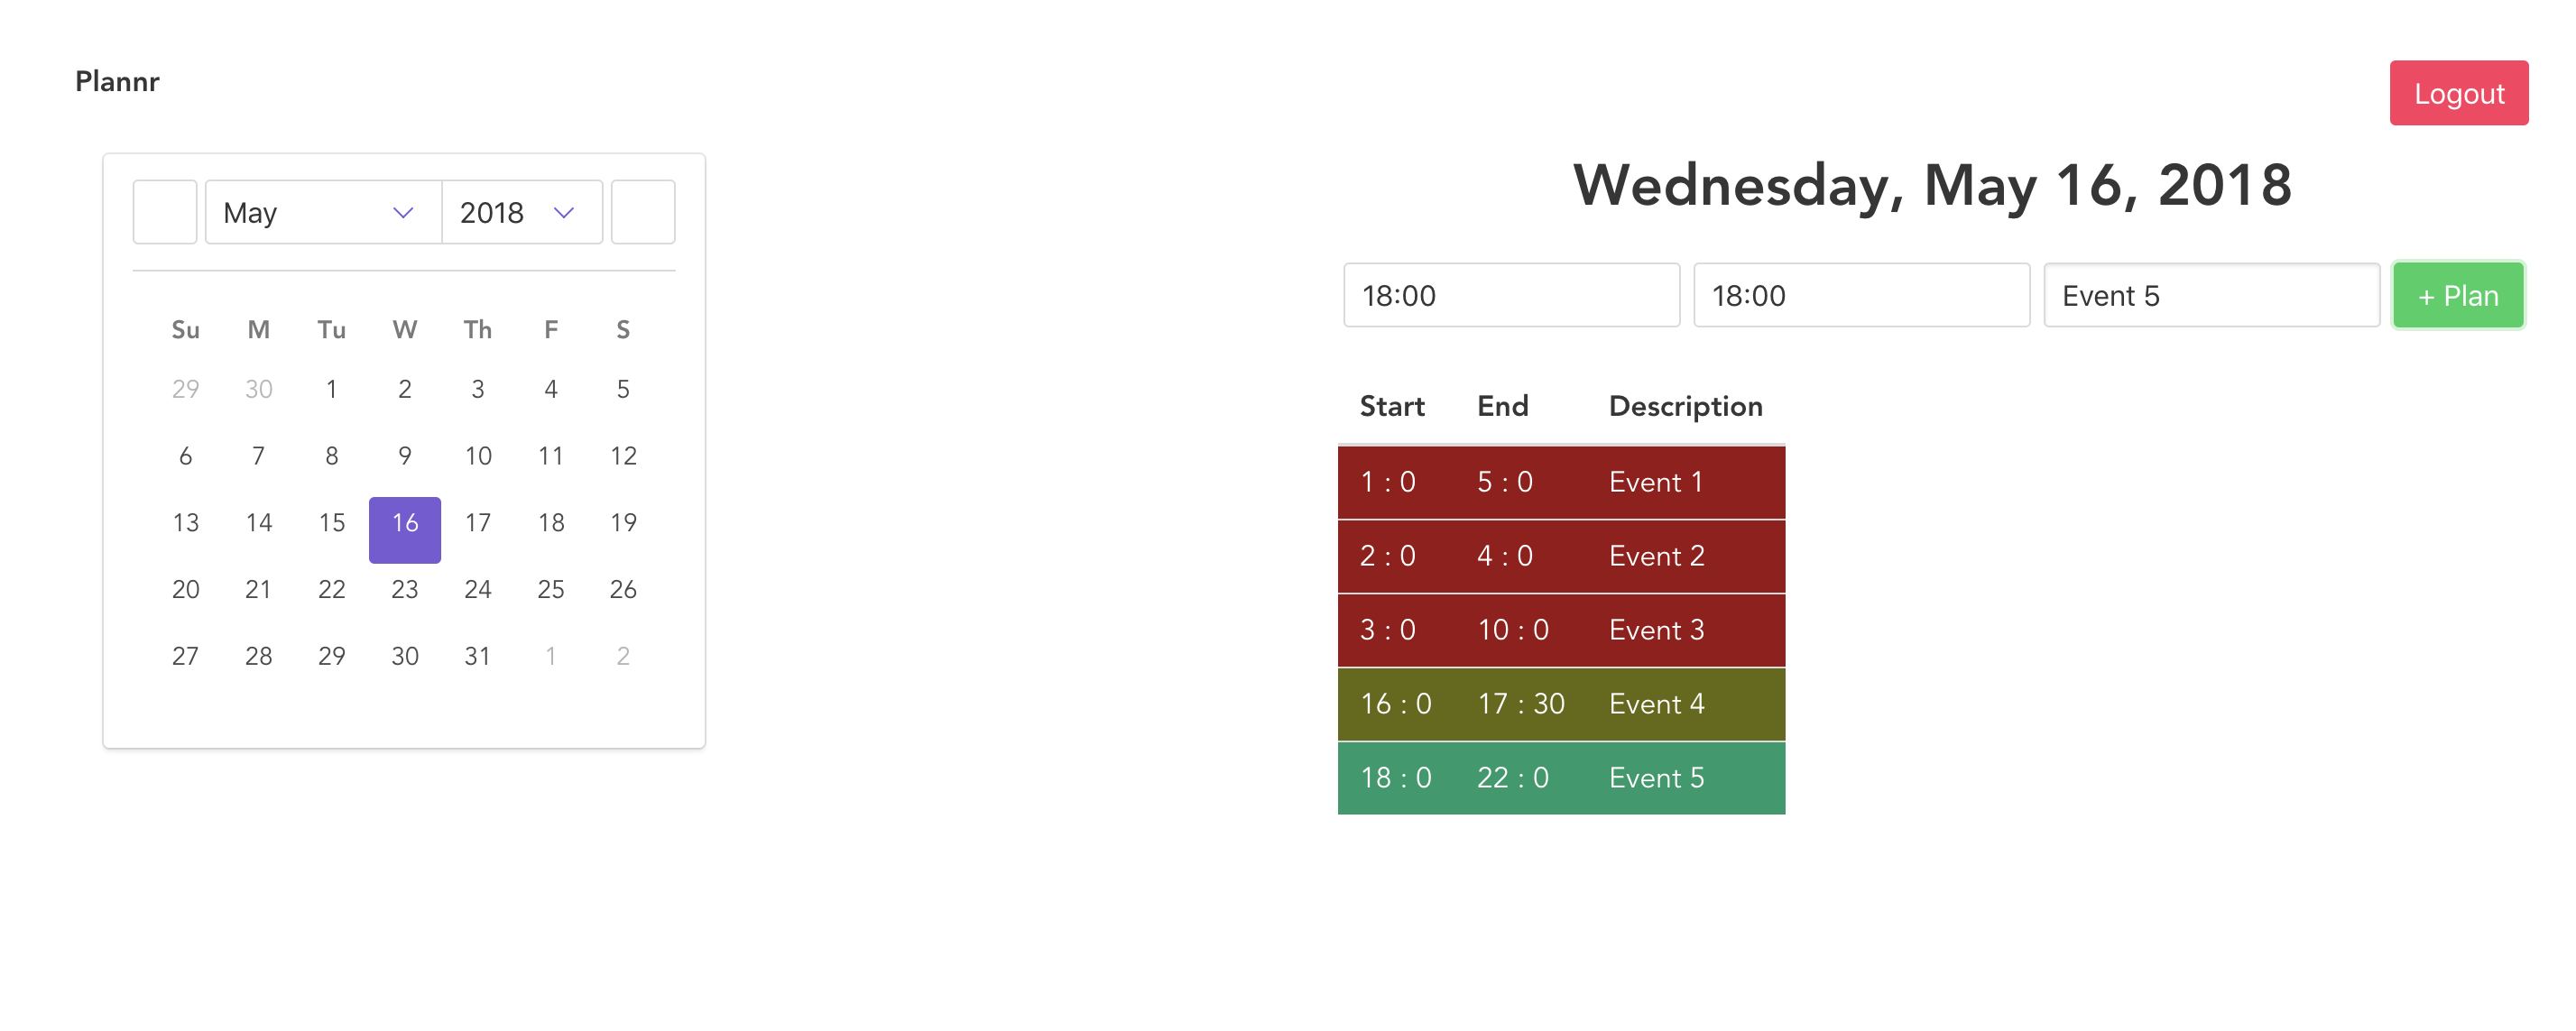 Plannr
Logout
May 2018
Su M Tu W Th F S
29 30 1 2 3 4 5
6 7 8 9 10 11 12
13 14 15 16 17 18 19
20 21 22 23 24 25 26
27 28 29 30 31 1 2
Wednesday, May 16, 2018
18:00 18:00 Event 5 + Plan
Start End Description
1 : 0 5 : 0 Event 1
2 : 0 4 : 0 Event 2
3 : 0 10 : 0 Event 3
16 : 0 17 : 30 Event 4
18 : 0 22 : 0 Event 5